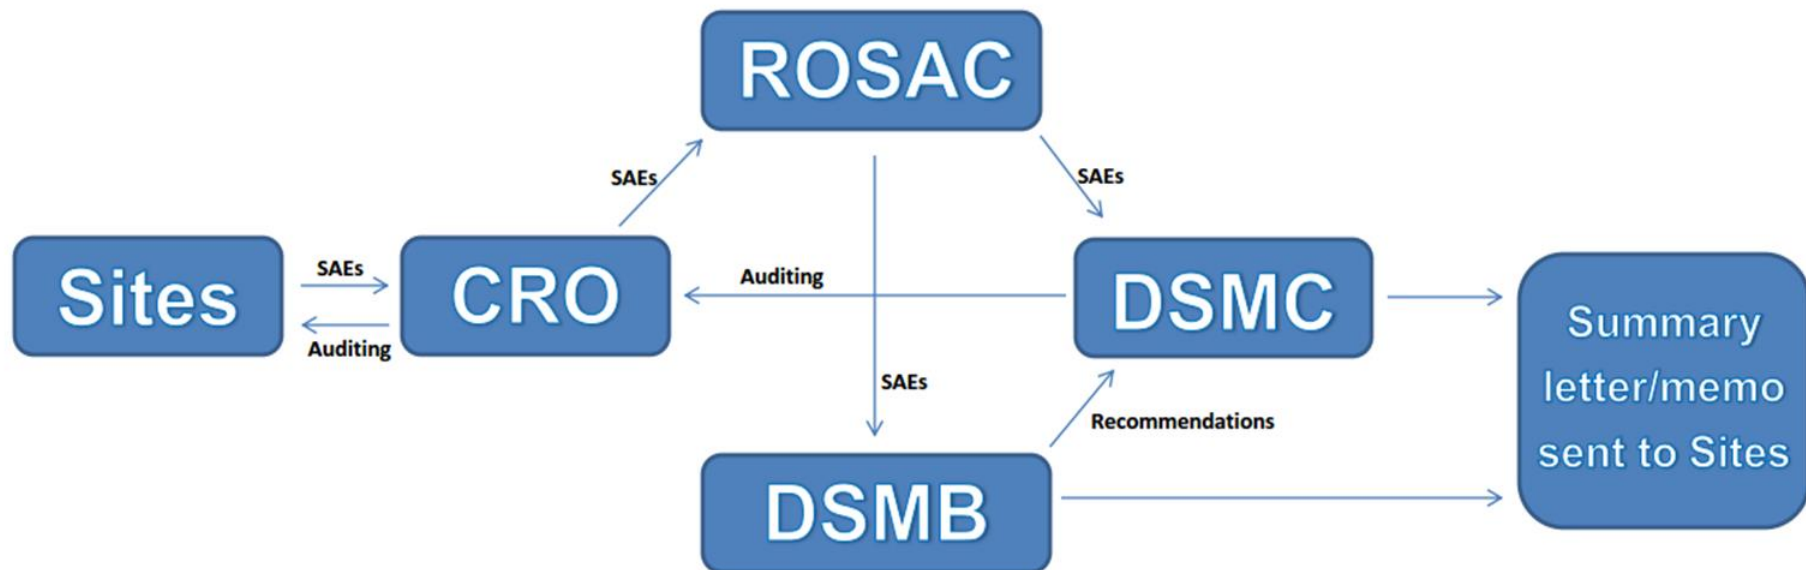 ROSAC
SAEs
SAEs
Sites
SAEs
Auditing
CRO
Auditing
DSMC
SAEs
Recommendations
DSMB
Summary
letter/memo
sent to Sites